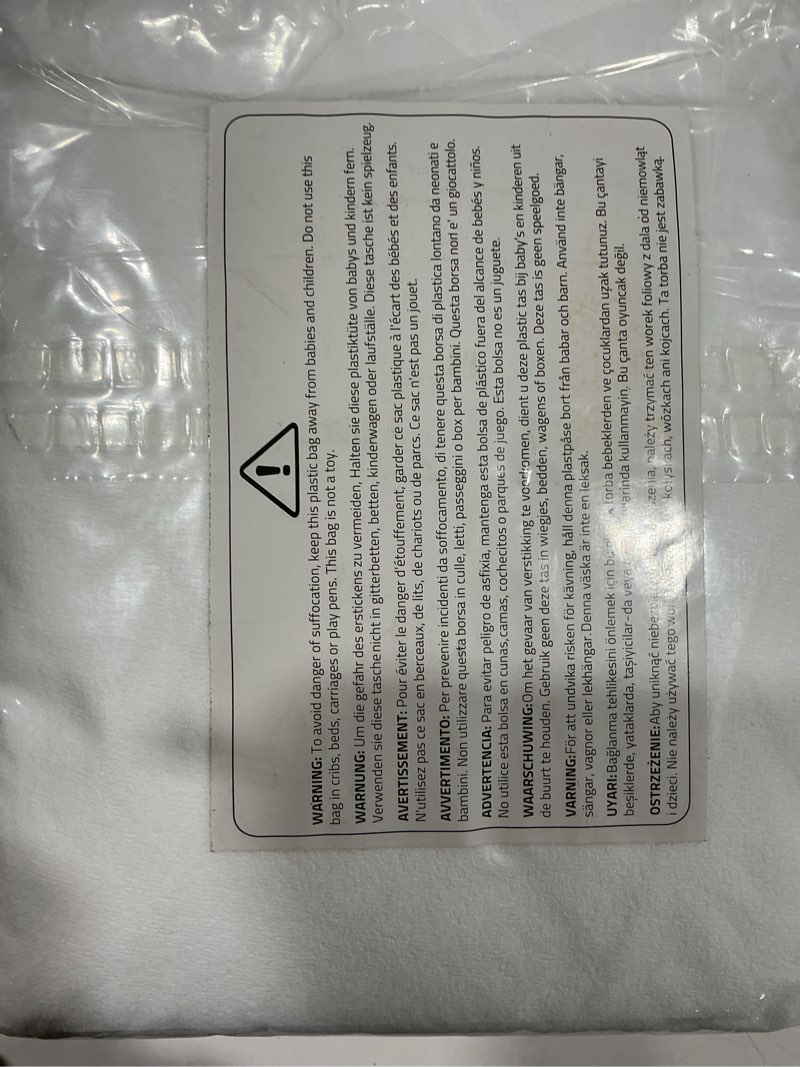 WARNING: To avoid danger of suffocation, keep this plastic bag away from babies and children. Do not use this
bag in cribs, beds, carriages or play pens. This bag is not a toy.
WARNUNG: Um die gefahr des erstickens zu vermeiden, Halten sie diese plastiktüte von babys und kindern fern.
Verwenden sie diese tasche nicht in gitterbetten, betten, kinderwagen oder laufställe. Diese tasche ist kein spielzeug.
AVERTISSEMENT: Pour éviter le danger d'étouffement, garder ce sac plastique à l'écart des bébés et des enfants.
N'utilisez pas ce sac en berceaux, de lits, de chariots ou de parcs. Ce sac n'est pas un jouet.
AVVERTIMENTO: Per prevenire incidenti da soffocamento, di tenere questa borsa di plastica lontano da neonati e
bambini. Non utilizzare questa borsa in culle, letti, passeggini o box per bambini. Questa borsa non e' un giocattolo.
ADVERTENCIA: Para evitar peligro de asfixia, mantenga esta bolsa de plástico fuera del alcance de bebés y niños.
No utilice esta bolsa en cunas, camas, cochecitos o parques de juego. Esta bolsa no es un juguete.
WAARSCHUWING: Om het gevaar van verstikking te voorkomen, dient u deze plastic tas bij baby's en kinderen uit
de buurt te houden. Gebruik geen deze tas in wiegjes, bedden, wagens of boxen. Deze tas is geen speelgoed.
VARNING: För att undvika risken för kävning, håll denna plastpåse bort från babar och barn. Använd inte bängar,
sängar, vagnor eller lekhängar. Denna väska är inte en leksak.
UYARI: Bağlanma tehlikesini önlemek için torba bebeklerden ve çocuklardan uzak tutunuz. Bu çantayi
beşiklerde, yataklarda, taşiyicilar-da veya kullanmayin. Bu çanta oyuncak değil.
OSTRZEŻENIE: Aby uniknąć należy trzymać ten worek foliowy z dala od niemowląt
i dzieci. Nie należy używać tego wózkach ani kojcach. Ta torba nie jest zabawką.